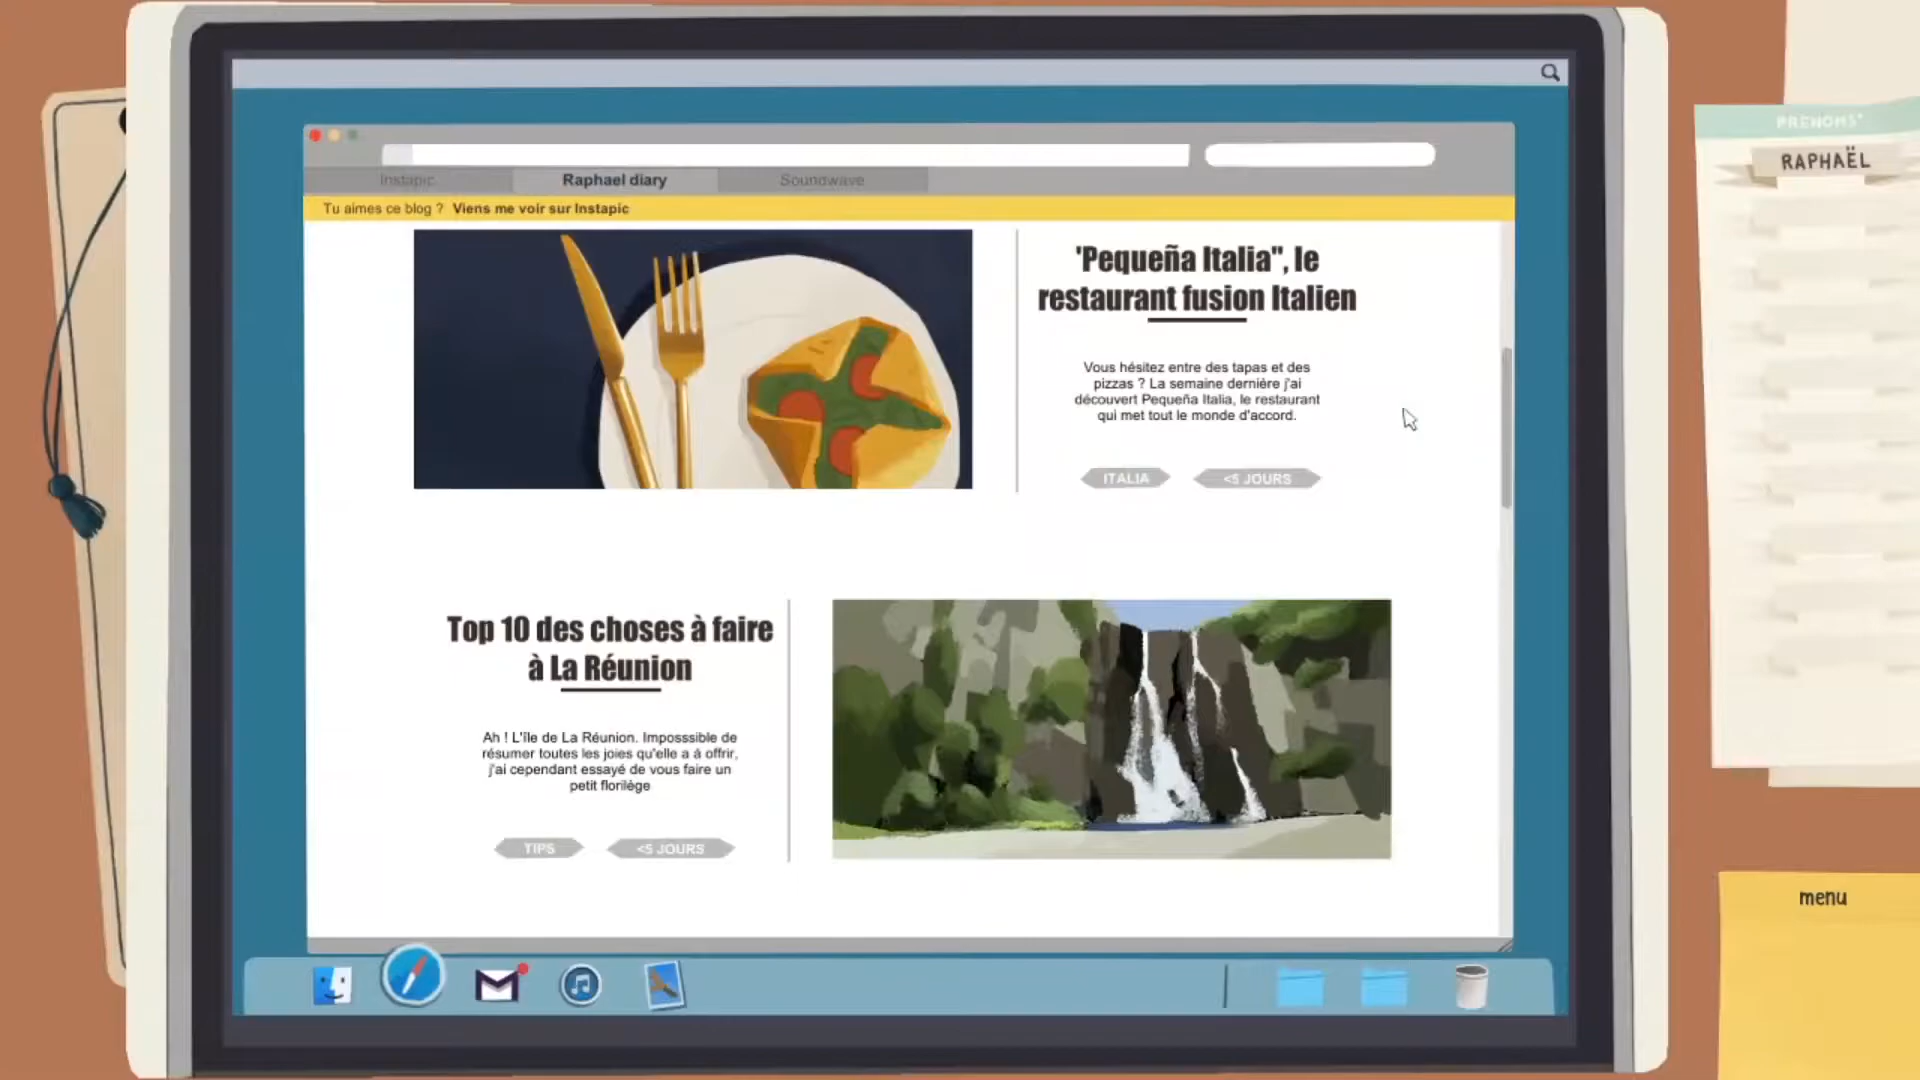 Instapic
Raphael diary
Soundwave
Tu aimes ce blog ? Viens me voir sur Instapic
'Pequeña Italia", le
restaurant fusion Italien
Vous hésitez entre des tapas et des
pizzas ? La semaine dernière j'ai
découvert Pequeña Italia, le restaurant
qui met tout le monde d'accord.
ITALIA
<5 JOURS
Top 10 des choses à faire
à La Réunion
Ah ! L'île de La Réunion. Imposssible de
résumer toutes les joies qu'elle a à offrir,
j'ai cependant essayé de vous faire un
petit florilège
TIPS
<5 JOURS
PRENOMS*
RAPHAËL
menu